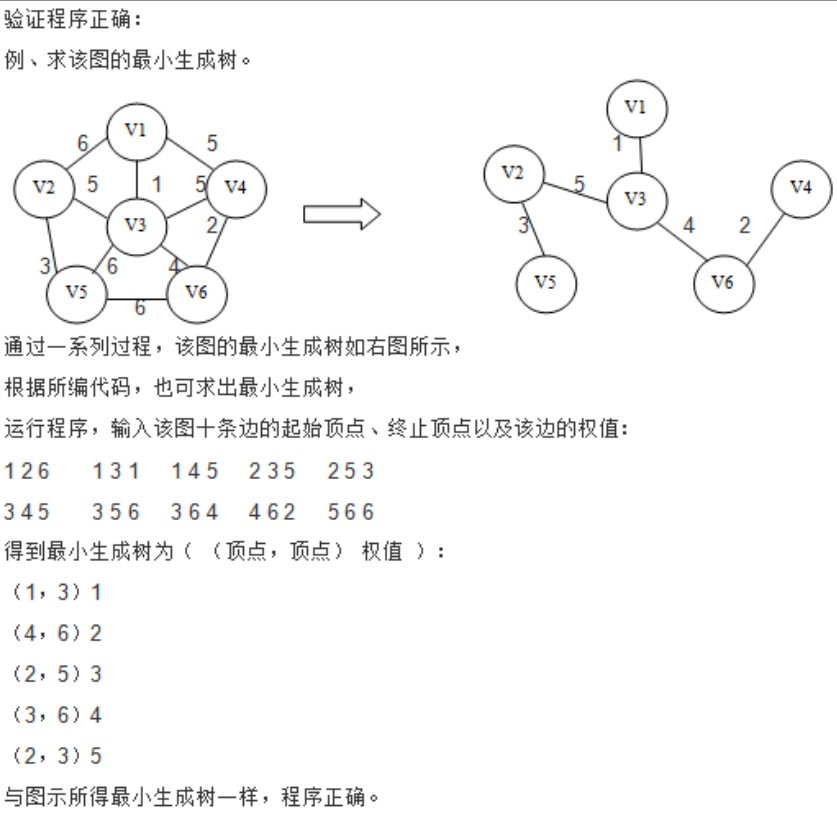 验证程序正确：
例、求该图的最小生成树。
V1
6
5
V2
5
1
5
V4
V3
2
3
6
4
V5
6
V6
V1
1
V2
5
V3
V4
3
4
2
V5
V6
通过一系列过程，该图的最小生成树如右图所示，
根据所编代码，也可求出最小生成树，
运行程序，输入该图十条边的起始顶点、终止顶点以及该边的权值：
1 2 6 1 3 1 1 4 5 2 3 5 2 5 3
3 4 5 3 5 6 3 6 4 4 6 2 5 6 6
得到最小生成树为（ （顶点，顶点） 权值 ）：
（1，3）1
（4，6）2
（2，5）3
（3，6）4
（2，3）5
与图示所得最小生成树一样，程序正确。